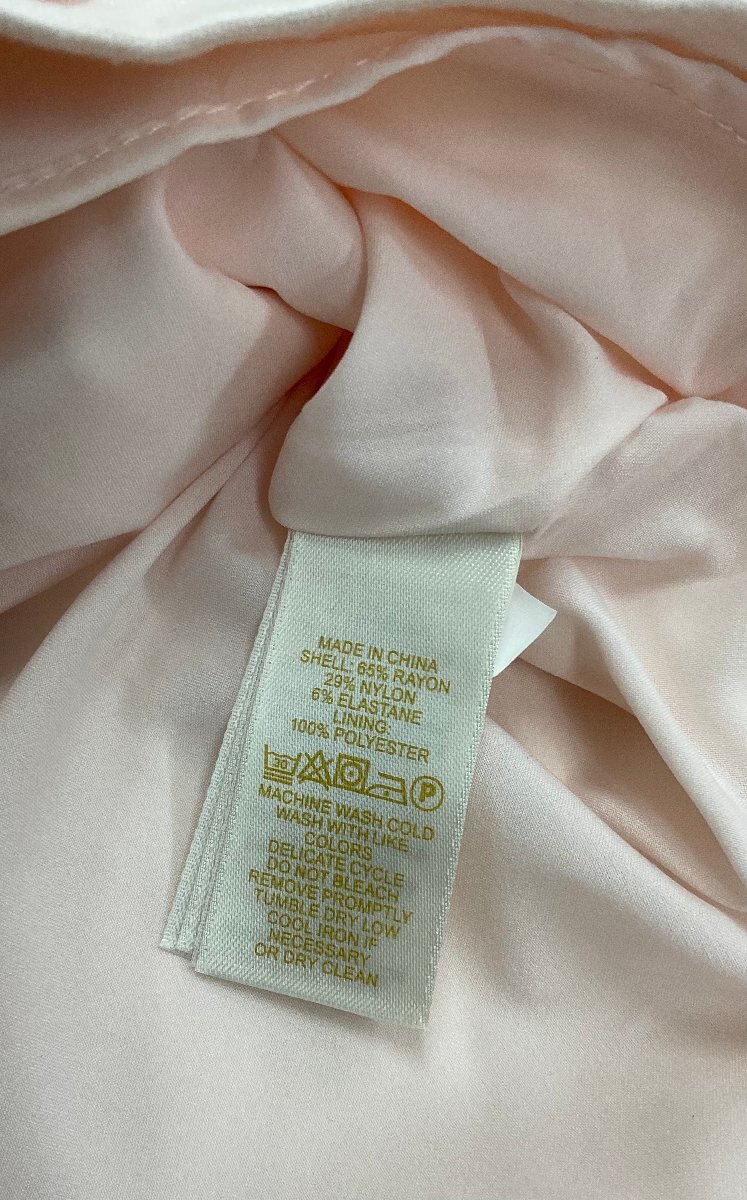 MADE IN CHINA
SHELL: 65% RAYON
29% NYLON
6% ELASTANE
LINING:
100% POLYESTER
30 P
MACHINE WASH COLD
WASH WITH LIKE
COLORS
DELICATE CYCLE
DO NOT BLEACH
REMOVE PROMPTLY
TUMBLE DRY LOW
COOL IRON IF
NECESSARY
OR DRY CLEAN